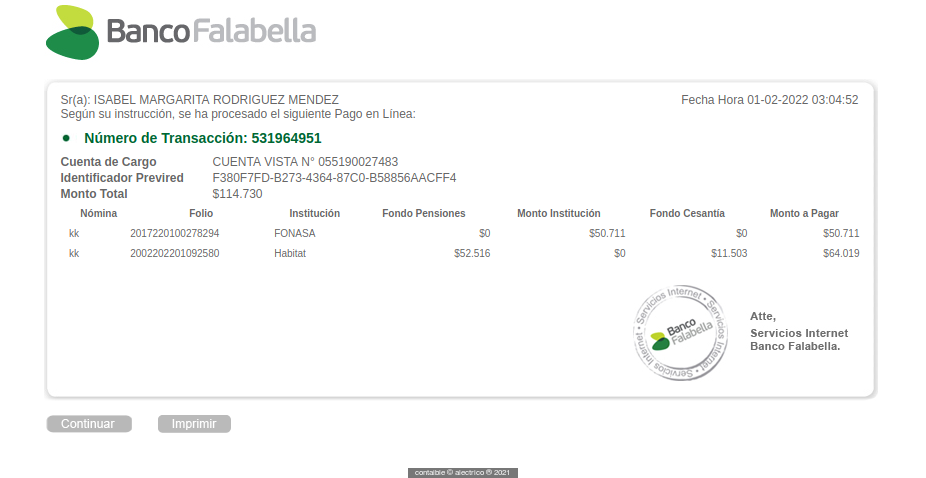 BancoFalabella
Sr(a): ISABEL MARGARITA RODRIGUEZ MENDEZ Fecha Hora 01-02-2022 03:04:52
Según su instrucción, se ha procesado el siguiente Pago en Línea:
• Número de Transacción: 531964951
Cuenta de Cargo CUENTA VISTA N° 055190027483
Identificador Previred F380F7FD-B273-4364-87C0-B58856AACFF4
Monto Total $114.730
Nómina Folio Institución Fondo Pensiones Monto Institución Fondo Cesantía Monto a Pagar
kk 2017220100278294 FONASA $0 $50.711 $0 $50.711
kk 2002202201092580 Habitat $52.516 $0 $11.503 $64.019
• Servicios Internet • Servicios Internet • Servicios Internet
Banco
Falabella
Atte,
Servicios Internet
Banco Falabella.
Continuar Imprimir
contaible © alectrico ® 2021